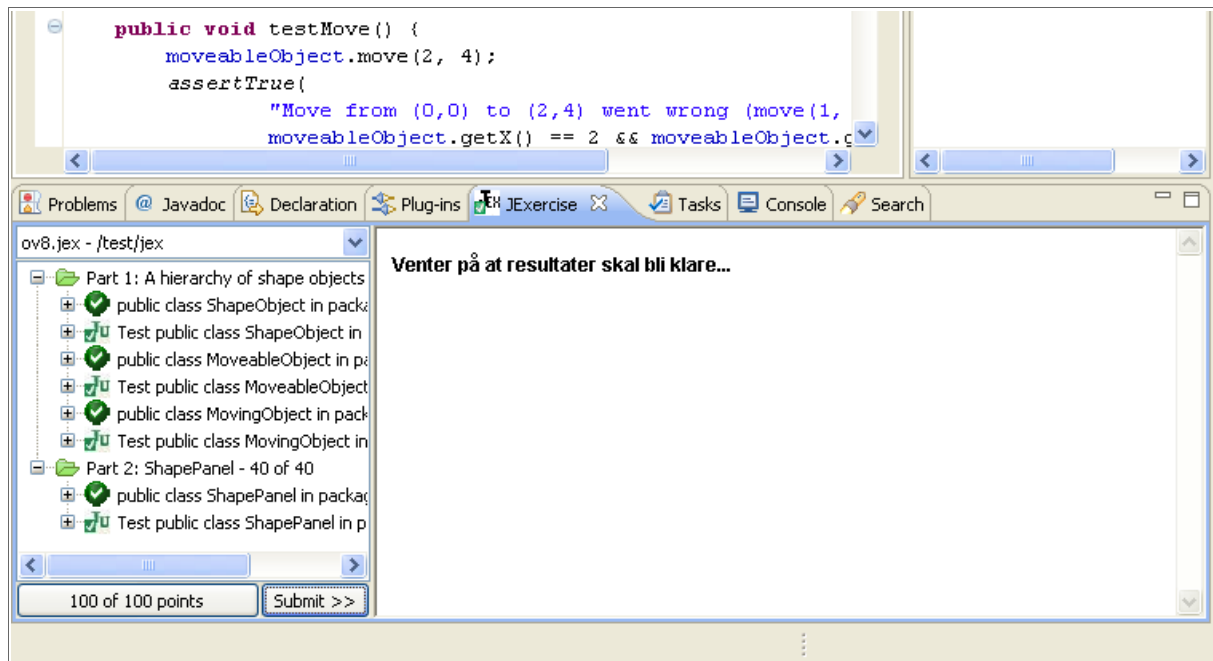 public void testMove() {
moveableObject.move(2, 4);
assertTrue(
"Move from (0,0) to (2,4) went wrong (move(1,
moveableObject.getX() == 2 && moveableObject.g
Problems @ Javadoc Declaration Plug-ins JExercise Tasks Console Search
ov8.jex - /test/jex
Part 1: A hierarchy of shape objects
public class ShapeObject in packa
Test public class ShapeObject in
public class MoveableObject in pa
Test public class MoveableObject
public class MovingObject in pack
Test public class MovingObject in
Part 2: ShapePanel - 40 of 40
public class ShapePanel in packag
Test public class ShapePanel in p
100 of 100 points
Submit >>
Venter på at resultater skal bli klare...